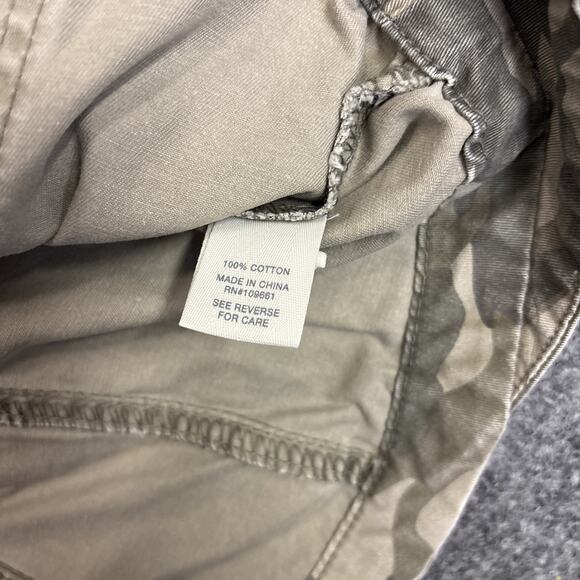 100% COTTON
MADE IN CHINA
RN#109661
SEE REVERSE
FOR CARE